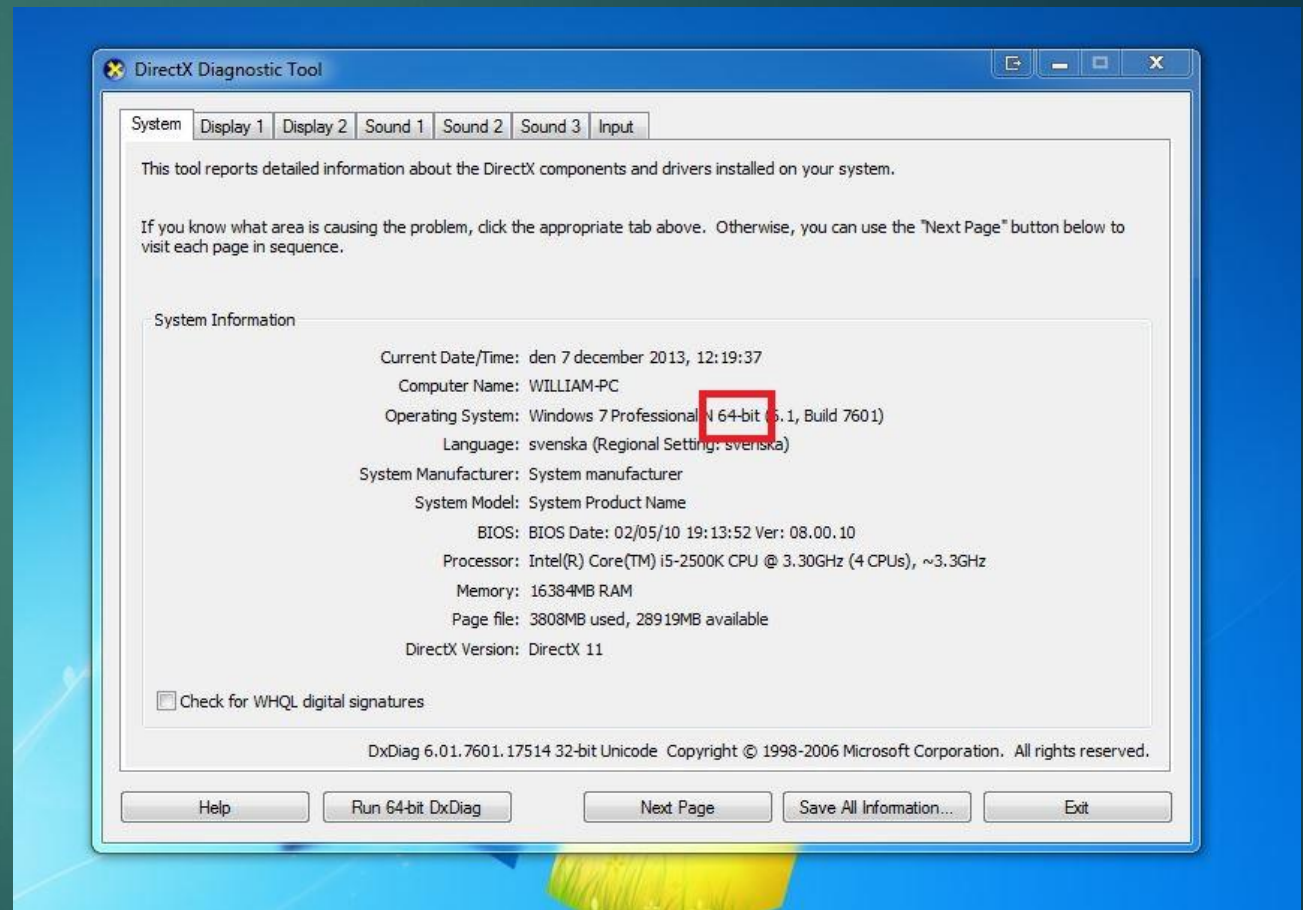 DirectX Diagnostic Tool
System Display 1 Display 2 Sound 1 Sound 2 Sound 3 Input
This tool reports detailed information about the DirectX components and drivers installed on your system.
If you know what area is causing the problem, click the appropriate tab above.  Otherwise, you can use the "Next Page" button below to
visit each page in sequence.
System Information
Current Date/Time: den 7 december 2013, 12:19:37
Computer Name: WILLIAM-PC
Operating System: Windows 7 Professional N 64-bit (6.1, Build 7601)
Language: svenska (Regional Setting: svenska)
System Manufacturer: System manufacturer
System Model: System Product Name
BIOS: BIOS Date: 02/05/10 19:13:52 Ver: 08.00.10
Processor: Intel(R) Core(TM) i5-2500K CPU @ 3.30GHz (4 CPUs), ~3.3GHz
Memory: 16384MB RAM
Page file: 3808MB used, 28919MB available
DirectX Version: DirectX 11
Check for WHQL digital signatures
DxDiag 6.01.7601.17514 32-bit Unicode  Copyright © 1998-2006 Microsoft Corporation.  All rights reserved.
Help Run 64-bit DxDiag Next Page Save All Information... Exit